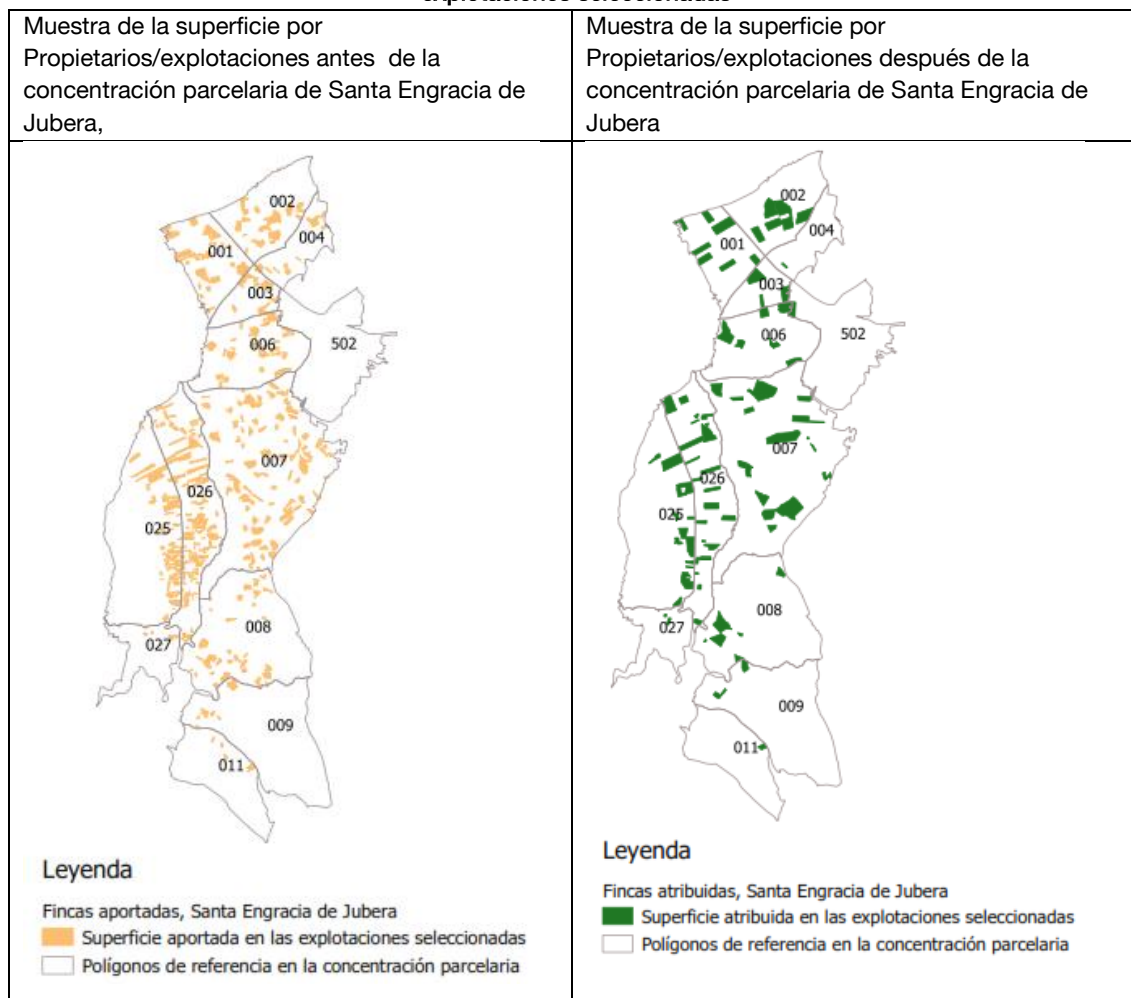 explotaciones seleccionadas
Muestra de la superficie por
Propietarios/explotaciones antes de la
concentración parcelaria de Santa Engracia de
Jubera,
Muestra de la superficie por
Propietarios/explotaciones después de la
concentración parcelaria de Santa Engracia de
Jubera
002
004
001
003
006
502
007
026
025
008
027
009
011
Leyenda
Fincas aportadas, Santa Engracia de Jubera
Superficie aportada en las explotaciones seleccionadas
Polígonos de referencia en la concentración parcelaria
002
004
001
003
006
502
007
026
025
008
027
009
011
Leyenda
Fincas atribuidas, Santa Engracia de Jubera
Superficie atribuida en las explotaciones seleccionadas
Polígonos de referencia en la concentración parcelaria